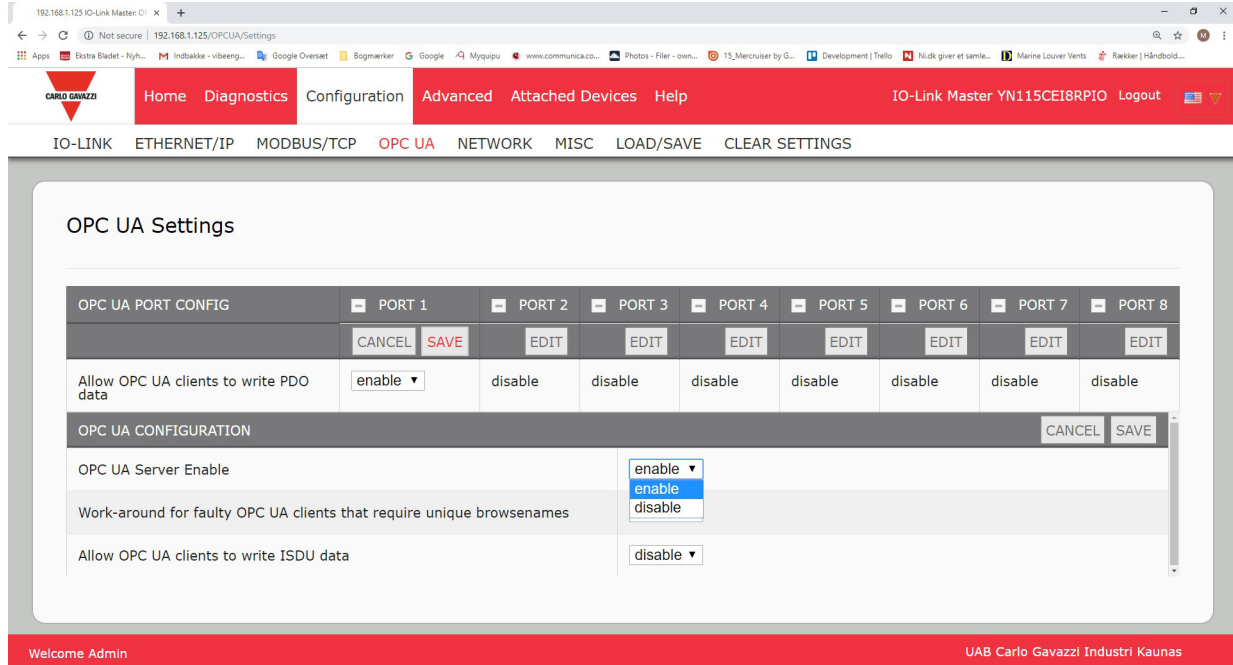 192.168.1.125 IO-Link Master: O
Not secure 192.168.1.125/OPCUA/Settings
Apps Ekstra Bladet - Nyh... Indbakke - vibeeng... Google Oversæt Bogmærker Google Myquipu www.communica.co... Photos - Filer - own... 15_Mercruiser by G... Development | Trello Ni.dk giver et samle... Marine Louver Vents Rækker | Håndbold....
CARLO GAVAZZI Home Diagnostics Configuration Advanced Attached Devices Help IO-Link Master YN115CEI8RPIO Logout
IO-LINK ETHERNET/IP MODBUS/TCP OPC UA NETWORK MISC LOAD/SAVE CLEAR SETTINGS
OPC UA Settings
OPC UA PORT CONFIG PORT 1 PORT 2 PORT 3 PORT 4 PORT 5 PORT 6 PORT 7 PORT 8
CANCEL SAVE EDIT EDIT EDIT EDIT EDIT EDIT EDIT
Allow OPC UA clients to write PDO data enable disable disable disable disable disable disable disable
OPC UA CONFIGURATION CANCEL SAVE
OPC UA Server Enable enable
enable
Work-around for faulty OPC UA clients that require unique browsenames disable
Allow OPC UA clients to write ISDU data disable
Welcome Admin UAB Carlo Gavazzi Industri Kaunas